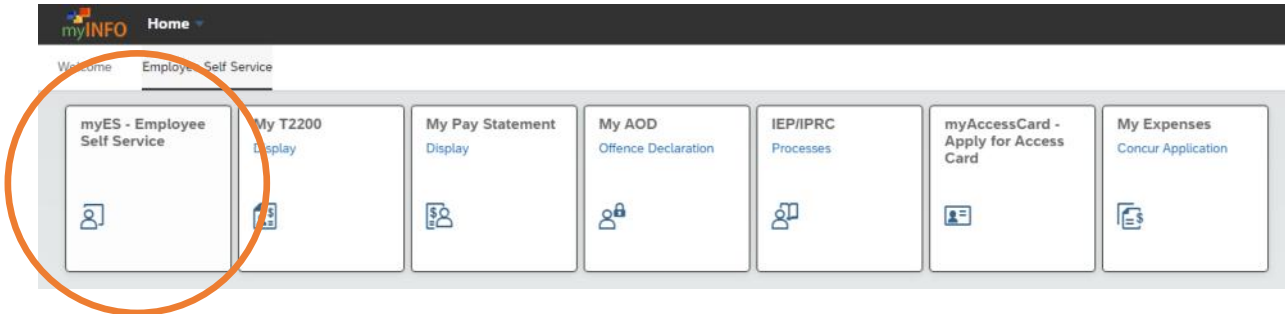 myINFO Home
Welcome Employee Self Service
myES - Employee
Self Service
My T2200
Display
My Pay Statement
Display
My AOD
Offence Declaration
IEP/IPRC
Processes
myAccessCard -
Apply for Access
Card
My Expenses
Concur Application